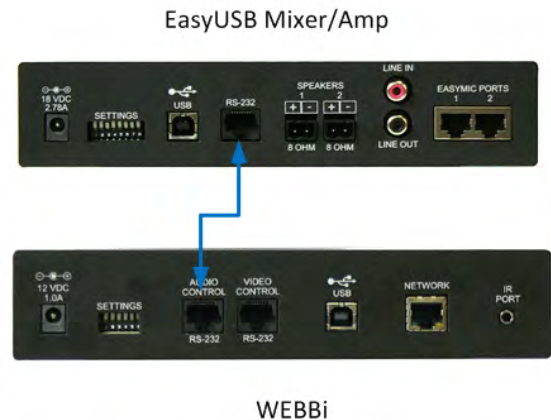 EasyUSB Mixer/Amp
18 VDC
2.78A
SETTINGS
USB
RS-232
SPEAKERS
1 2
+ - + -
8 OHM 8 OHM
LINE IN
LINE OUT
EASYMIC PORTS
1 2
12 VDC
1.0A
SETTINGS
AUDIO
CONTROL
RS-232
VIDEO
CONTROL
RS-232
USB
NETWORK
IR
PORT
WEBBi